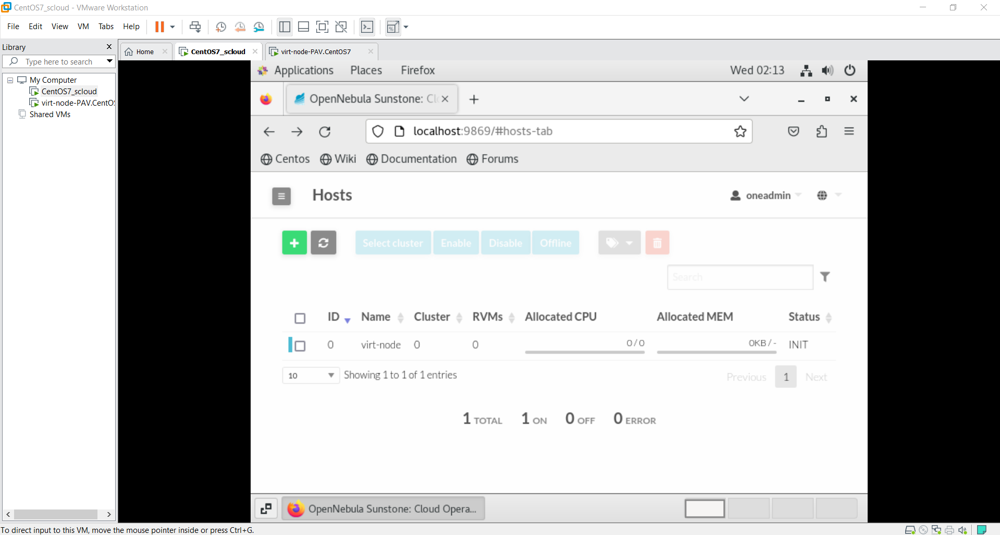 CentOS7_scloud - VMware Workstation
File Edit View VM Tabs Help
Library X
Type here to search
My Computer
CentOS7_scloud
virt-node-PAV.CentO
Shared VMs
Home CentOS7_scloud virt-node-PAV.CentOS7
Applications Places Firefox Wed 02:13
OpenNebula Sunstone: Cl
localhost:9869/#hosts-tab
Centos Wiki Documentation Forums
Hosts oneadmin
Select cluster Enable Disable Offline
Search
ID Name Cluster RVMs Allocated CPU Allocated MEM Status
0 virt-node 0 0 0 / 0 0KB / - INIT
10 Showing 1 to 1 of 1 entries Previous 1 Next
1 TOTAL 1 ON 0 OFF 0 ERROR
OpenNebula Sunstone: Cloud Opera...
To direct input to this VM, move the mouse pointer inside or press Ctrl+G.